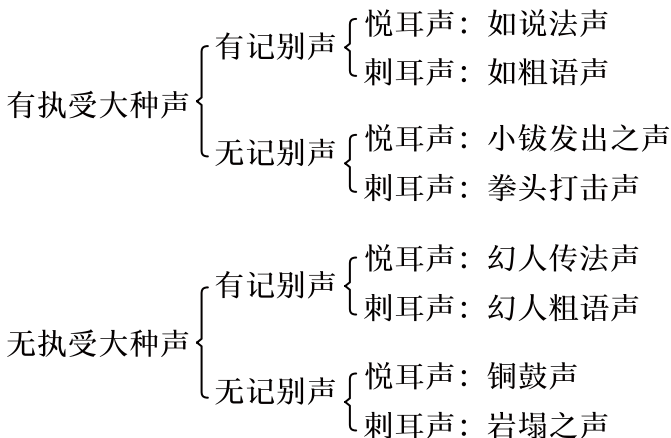 有执受大种声
有记别声
悦耳声：如说法声
刺耳声：如粗语声
无记别声
悦耳声：小钹发出之声
刺耳声：拳头打击声
无执受大种声
有记别声
悦耳声：幻人传法声
刺耳声：幻人粗语声
无记别声
悦耳声：铜鼓声
刺耳声：岩塌之声